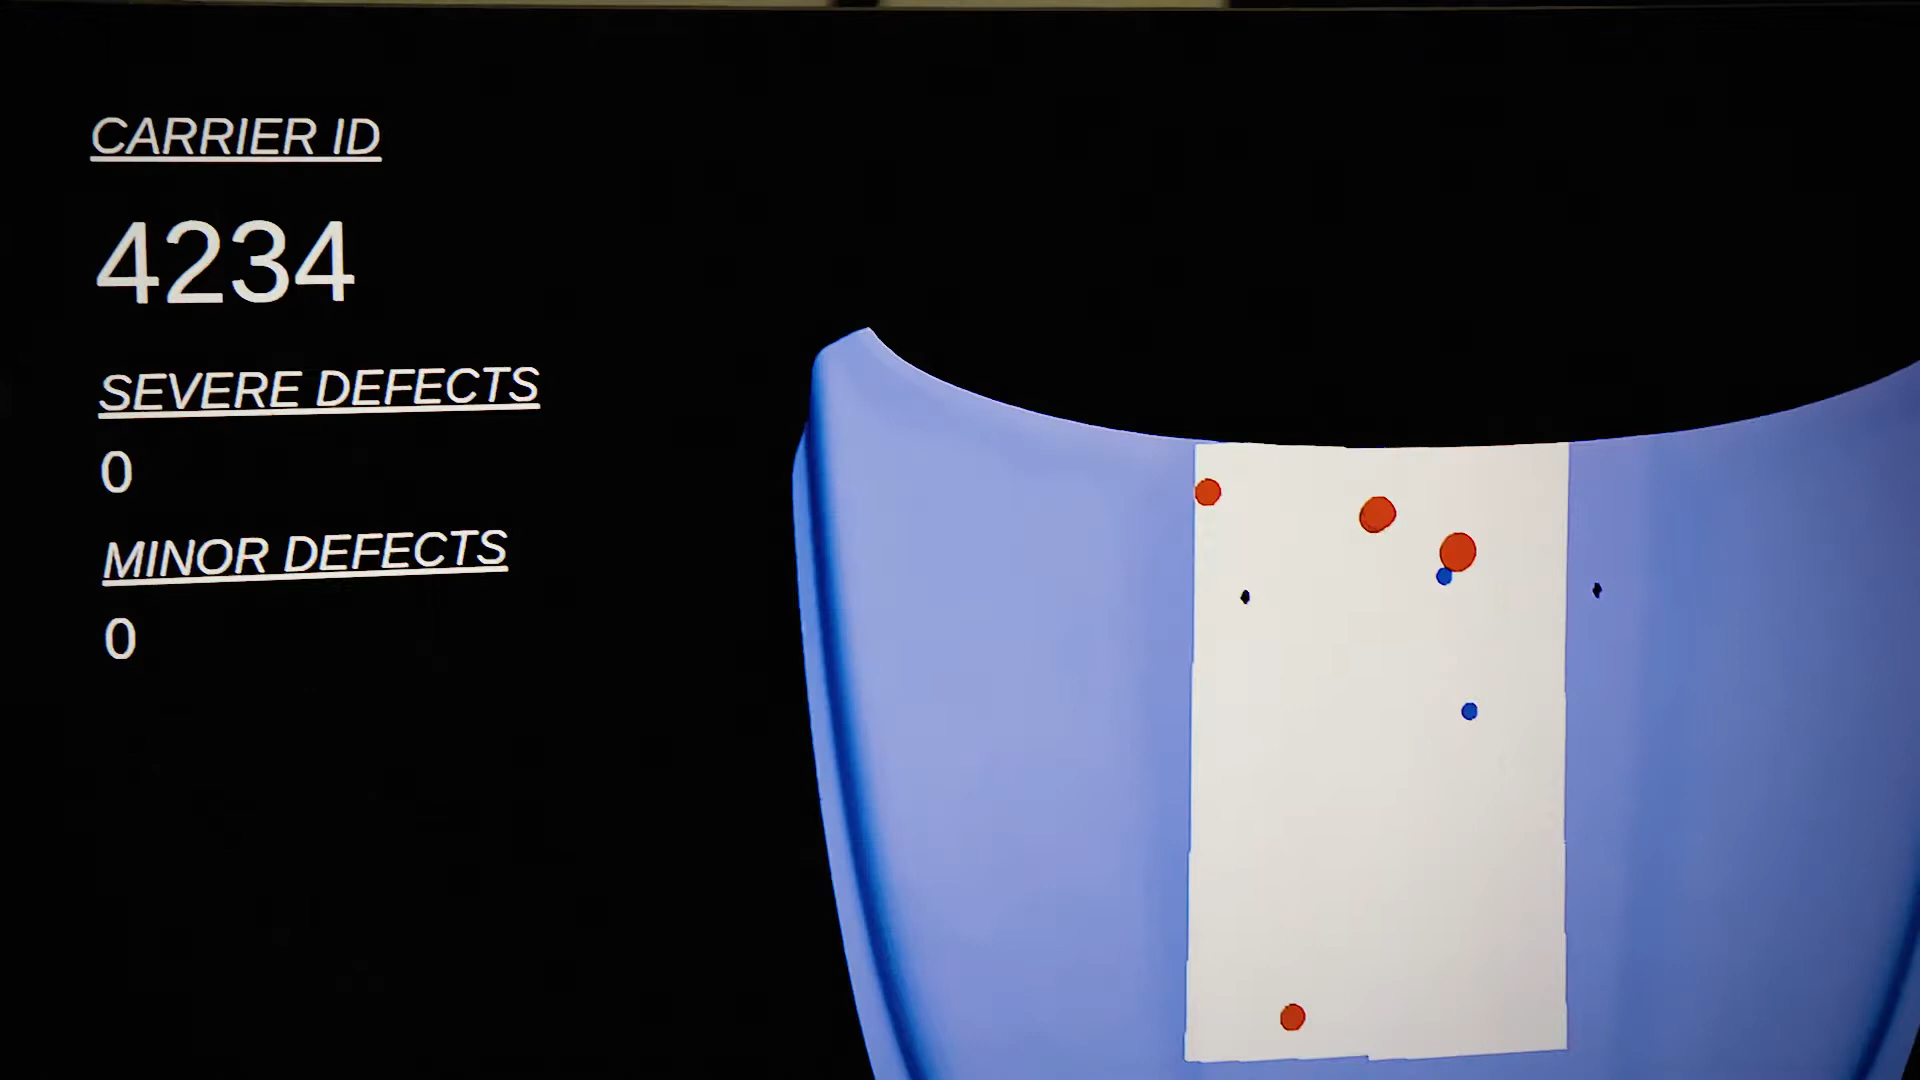 CARRIER ID
4234
SEVERE DEFECTS
0
MINOR DEFECTS
0